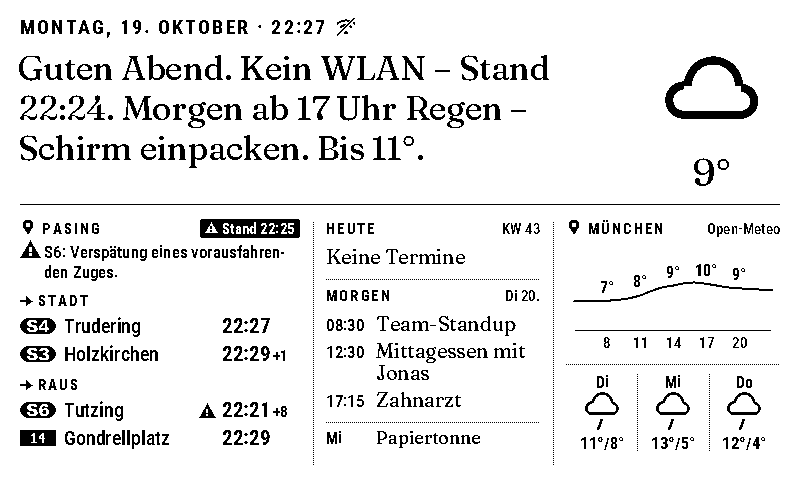 MONTAG, 19. OKTOBER · 22:27
Guten Abend. Kein WLAN – Stand
22:24. Morgen ab 17 Uhr Regen –
Schirm einpacken. Bis 11°.
9°
PASING
Stand 22:25
S6: Verspätung eines vorausfahren-
den Zuges.
→ STADT
S4 Trudering 22:27
S3 Holzkirchen 22:29 +1
→ RAUS
S6 Tutzing 22:21 +8
14 Gondrellplatz 22:29
HEUTE KW 43
Keine Termine
MORGEN Di 20.
08:30 Team-Standup
12:30 Mittagessen mit
Jonas
17:15 Zahnarzt
Mi Papiertonne
MÜNCHEN Open-Meteo
7° 8° 9° 10° 9°
8 11 14 17 20
Di Mi Do
11°/8° 13°/5° 12°/4°